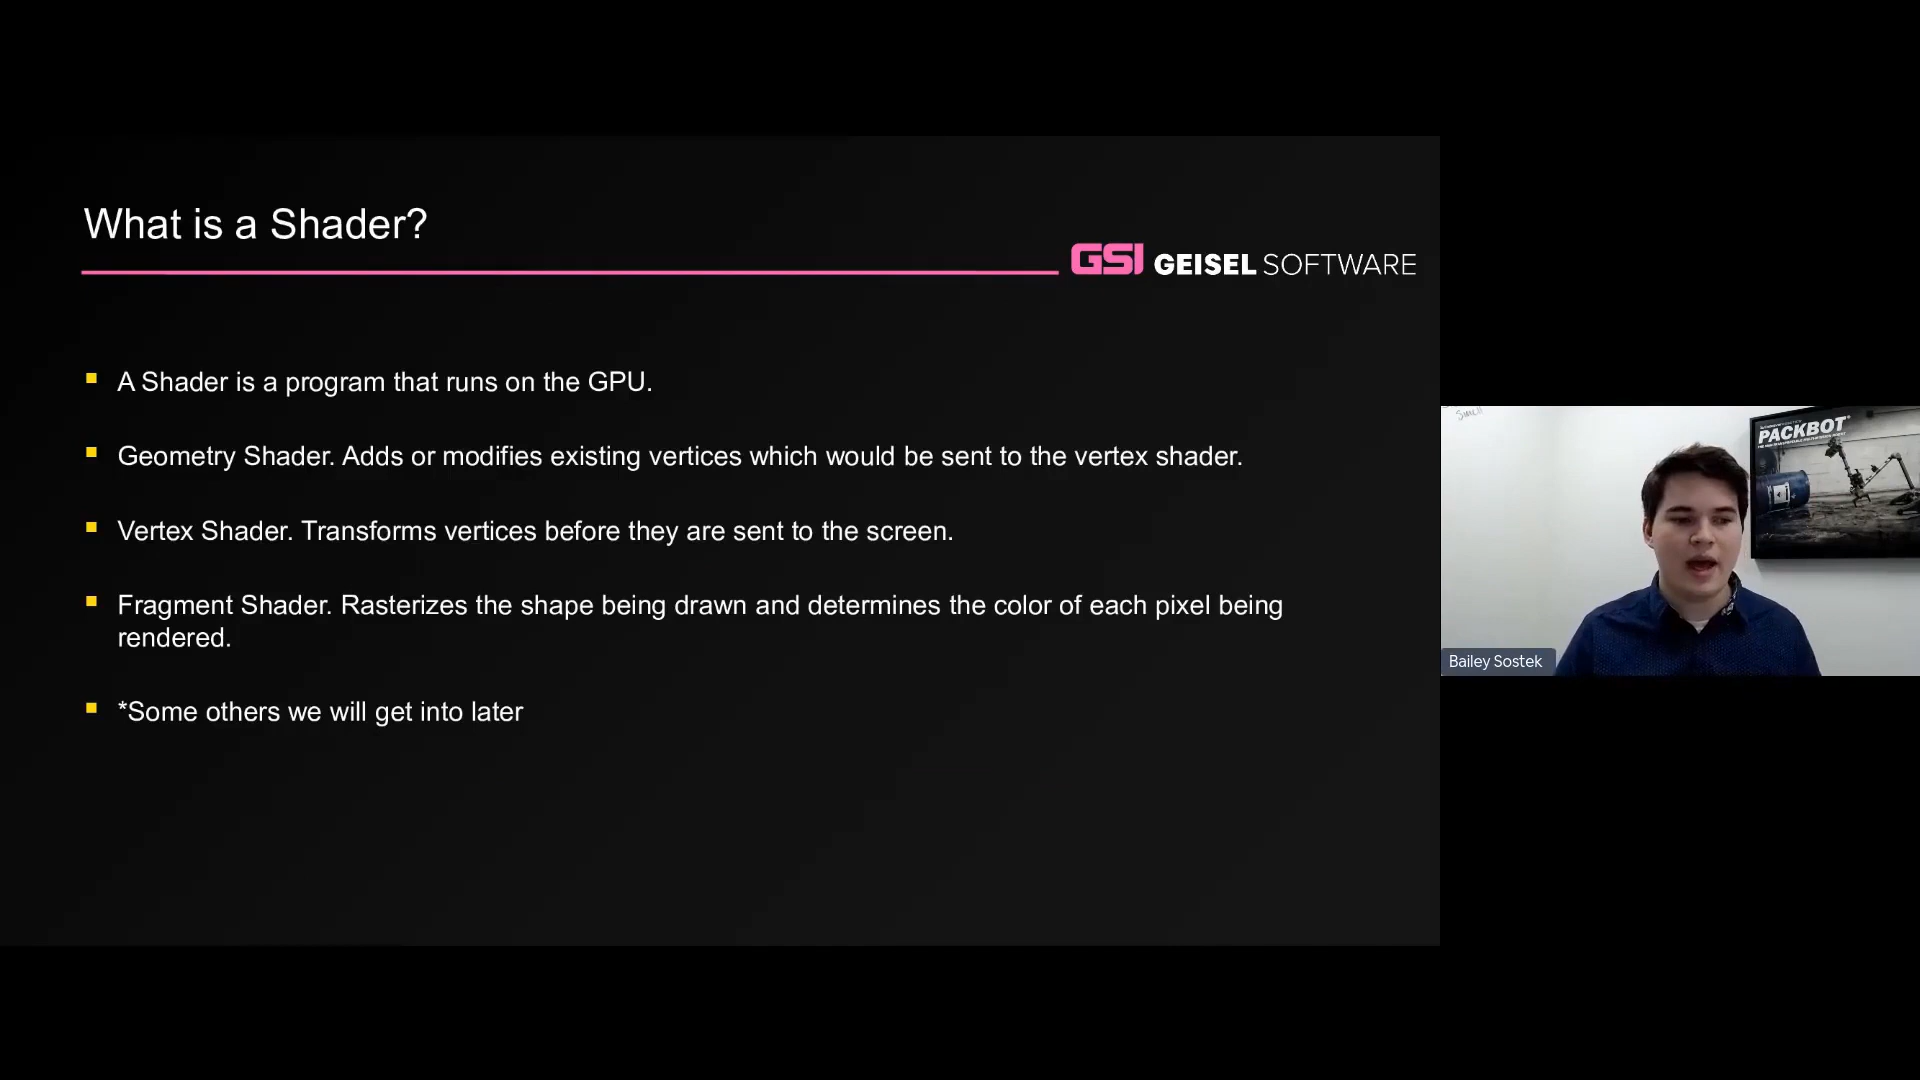 What is a Shader?
GSI GEISEL SOFTWARE
A Shader is a program that runs on the GPU.
Geometry Shader. Adds or modifies existing vertices which would be sent to the vertex shader.
Vertex Shader. Transforms vertices before they are sent to the screen.
Fragment Shader. Rasterizes the shape being drawn and determines the color of each pixel being
rendered.
*Some others we will get into later
Small
PACKBOT
Bailey Sostek